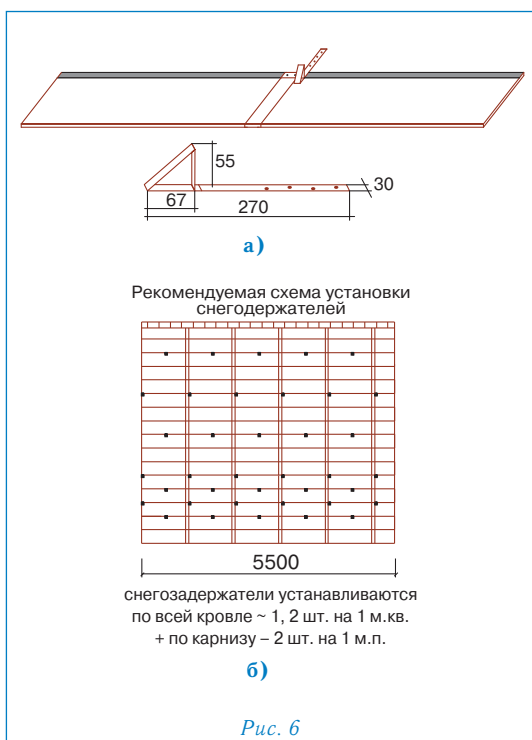 55
30
67
270
а)
Рекомендуемая схема установки
снегодержателей
5500
снегозадержатели устанавливаются
по всей кровле ~ 1, 2 шт. на 1 м.кв.
+ по карнизу – 2 шт. на 1 м.п.
б)
Рис. 6